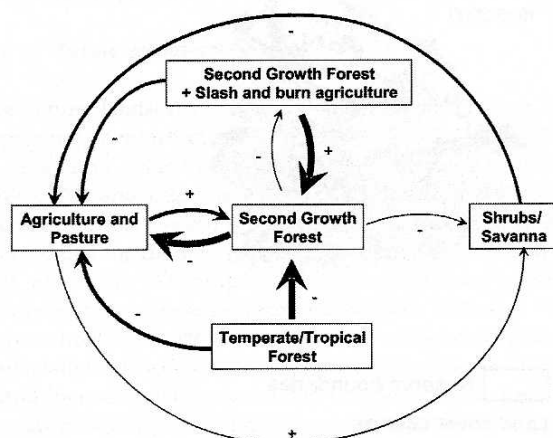 -
Second Growth Forest
+ Slash and burn agriculture
-
-
+
+
Agriculture and
Pasture
Second Growth
Forest
Shrubs/
Savanna
-
-
-
-
Temperate/Tropical
Forest
+